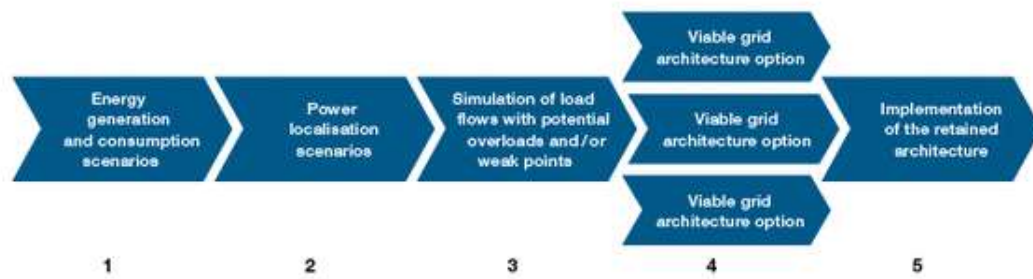 Energy
generation
and consumption
scenarios
Power
localisation
scenarios
Simulation of load
flows with potential
overloads and/or
weak points
Viable grid
architecture option
Viable grid
architecture option
Viable grid
architecture option
Implementation
of the retained
architecture
1
2
3
4
5